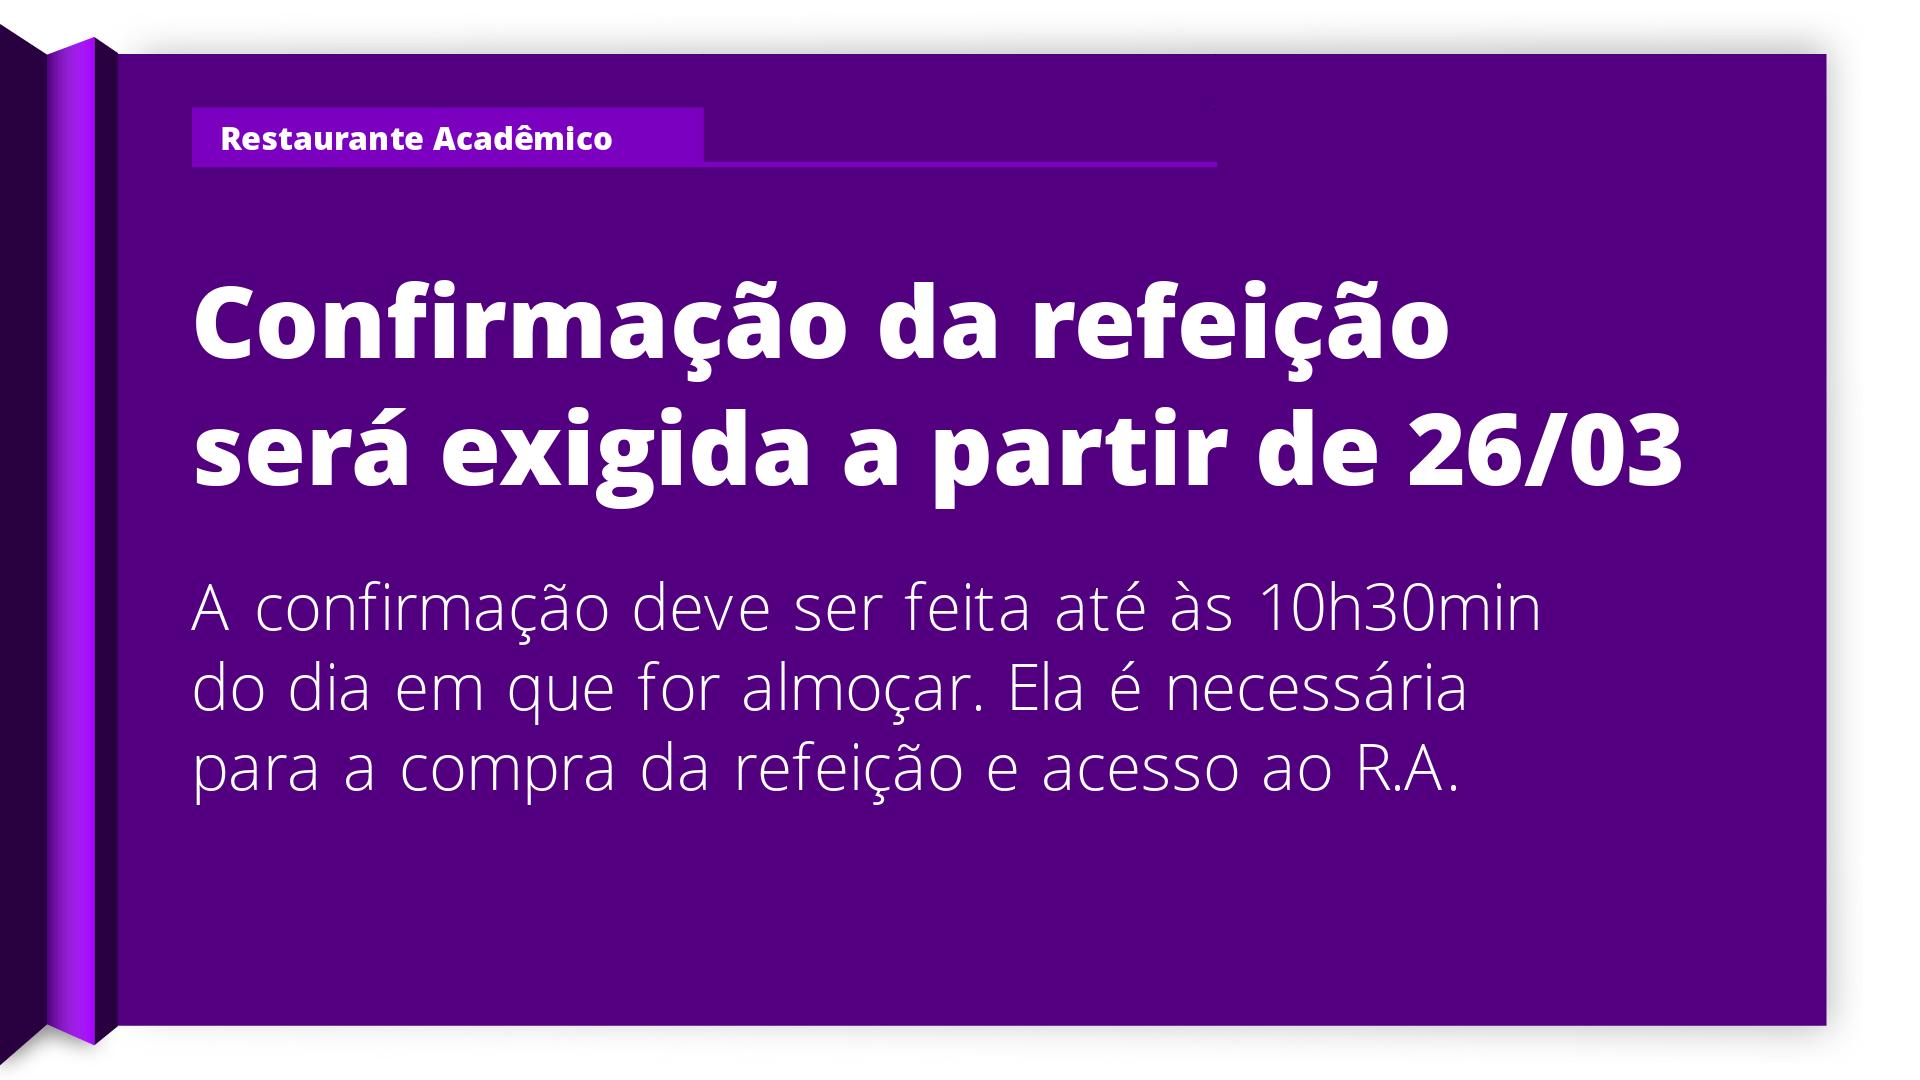 Restaurante Acadêmico
Confirmação da refeição
será exigida a partir de 26/03
A confirmação deve ser feita até às 10h30min
do dia em que for almoçar. Ela é necessária
para a compra da refeição e acesso ao R.A.